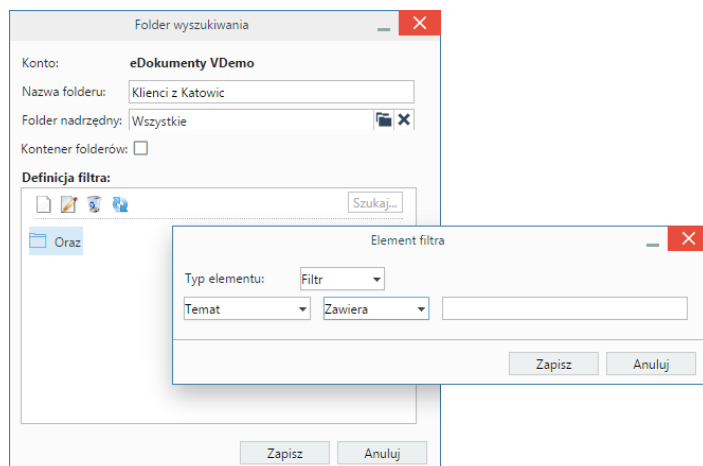 Folder wyszukiwania
Konto: eDokumenty VDemo
Nazwa folderu: Klienci z Katowic
Folder nadrzędny: Wszystkie
Kontener folderów:
Definicja filtra:
Szukaj...
Oraz
Element filtra
Typ elementu: Filtr
Temat Zawiera
Zapisz Anuluj
Zapisz Anuluj